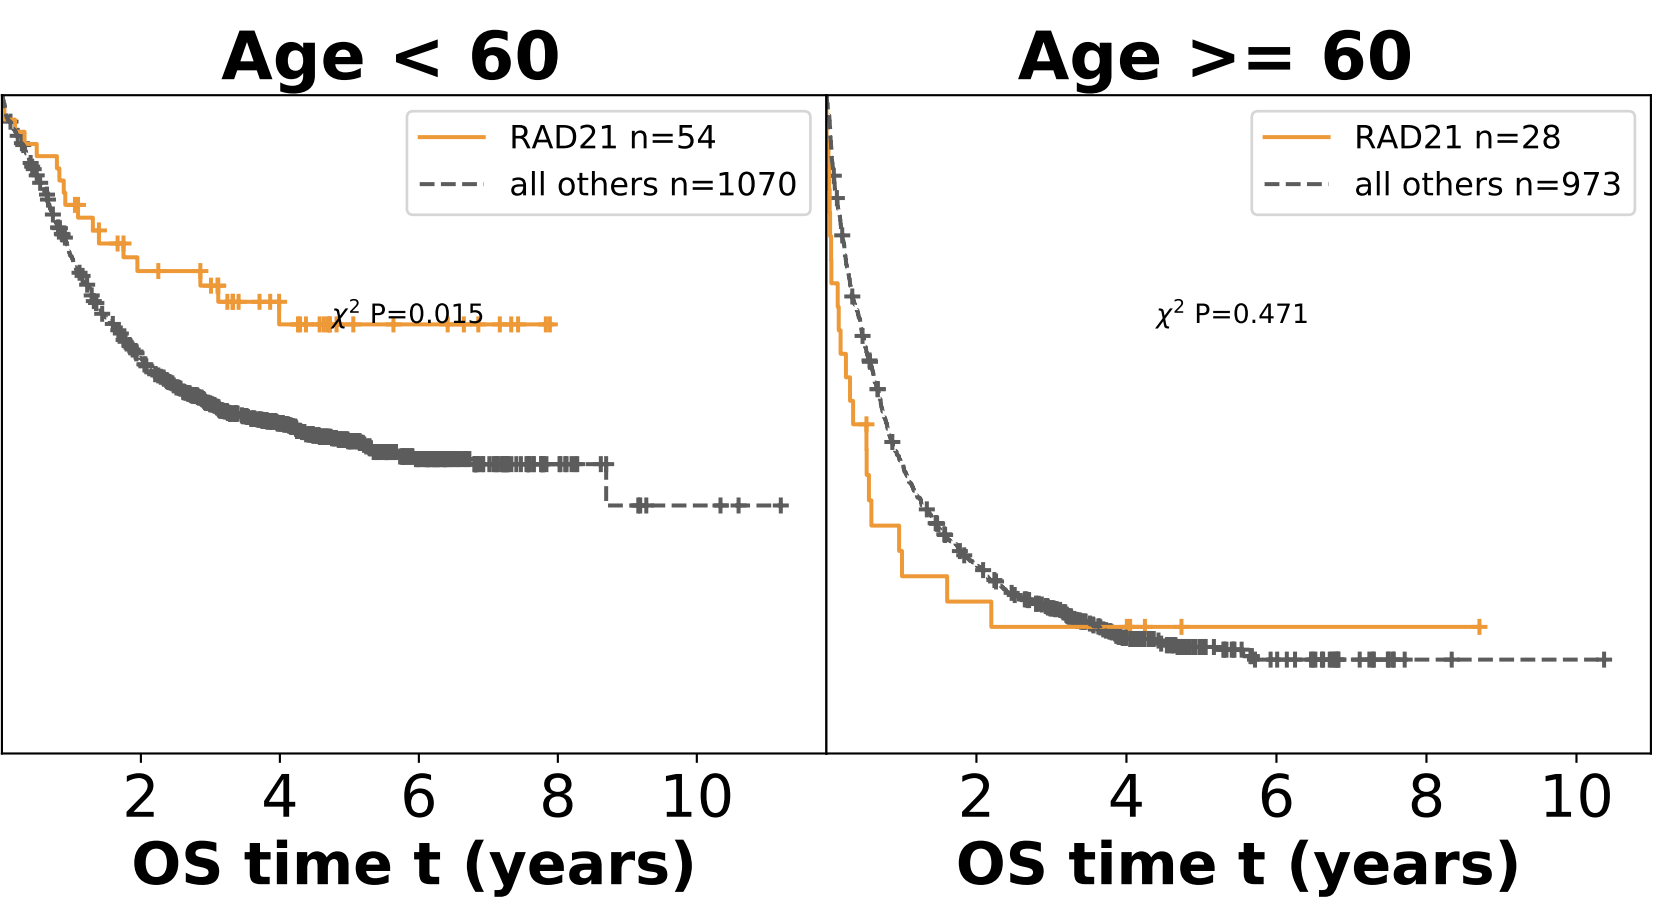 Age < 60
RAD21 n=54
all others n=1070
χ² P=0.015
2 4 6 8 10
OS time t (years)
Age >= 60
RAD21 n=28
all others n=973
χ² P=0.471
2 4 6 8 10
OS time t (years)